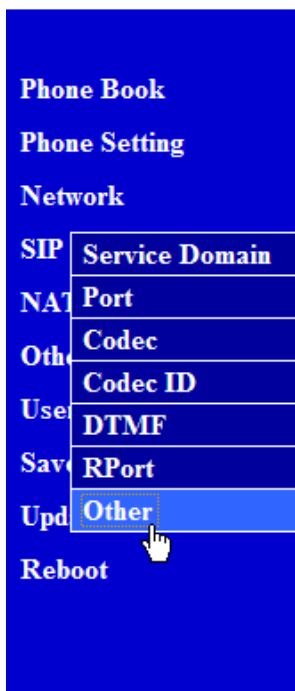 Phone Book
Phone Setting
Network
SIP
Service Domain
Port
Codec
Codec ID
DTMF
RPort
Other
Reboot